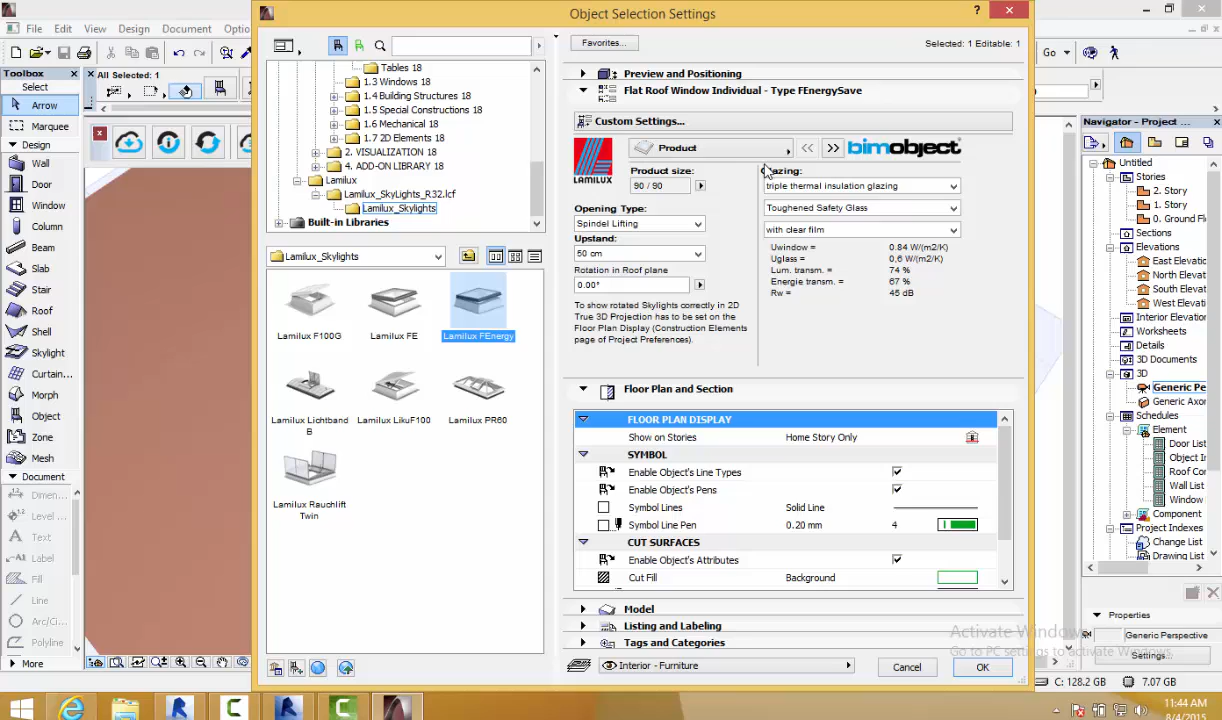 Object Selection Settings
?
File Edit View Design Document
Toolbox
Select
Arrow
Marquee
Design
Wall
Door
Window
Column
Beam
Slab
Stair
Roof
Shell
Skylight
Curtain...
Morph
Object
Zone
Mesh
Document
Dimen...
Level ...
Text
Label
Fill
Line
Arc/Ci...
Polyline
More
All Selected: 1
Tables 18
1.3 Windows 18
1.4 Building Structures 18
1.5 Special Constructions 18
1.6 Mechanical 18
1.7 2D Elements 18
2. VISUALIZATION 18
4. ADD-ON LIBRARY 18
Lamilux
Lamilux_SkyLights_R32.lcf
Lamilux_Skylights
Built-in Libraries
Lamilux_Skylights
Lamilux F100G
Lamilux FE
Lamilux FEnergy
Lamilux Lichtband B
Lamilux LikuF100
Lamilux PR60
Lamilux Rauchlift Twin
Favorites...
Selected: 1 Editable: 1
Preview and Positioning
Flat Roof Window Individual - Type FEnergySave
Custom Settings...
LAMILUX
Product
bimobject
Product size:
90 / 90
Opening Type:
Spindel Lifting
Upstand:
50 cm
Rotation in Roof plane
0.00°
To show rotated Skylights correctly in 2D
True 3D Projection has to be set on the
Floor Plan Display (Construction Elements
page of Project Preferences).
triple thermal insulation glazing
Toughened Safety Glass
with clear film
Uwindow = 0.84 W/(m2/K)
Uglass = 0,6 W/(m2/K)
Lum. transm. = 74 %
Energie transm. = 67 %
Rw = 45 dB
Floor Plan and Section
FLOOR PLAN DISPLAY
Show on Stories Home Story Only
SYMBOL
Enable Object's Line Types
Enable Object's Pens
Symbol Lines Solid Line
Symbol Line Pen 0.20 mm 4
CUT SURFACES
Enable Object's Attributes
Cut Fill Background
Model
Listing and Labeling
Tags and Categories
Interior - Furniture
Cancel
OK
Go
Navigator - Project ...
Untitled
Stories
2. Story
1. Story
0. Ground Fl
Sections
Elevations
East Elevati
North Elevat
South Elevat
West Elevati
Interior Elevation
Worksheets
Details
3D Documents
3D
Generic Pe
Generic Axon
Schedules
Element
Door List
Object In
Roof Co
Wall List
Window
Component
Project Indexes
Change List
Drawing List
Properties
Generic Perspective
Settings...
Activate Windows
Go to PC settings to activate Windows.
C: 128.2 GB
7.07 GB
11:44 AM
8/4/2015